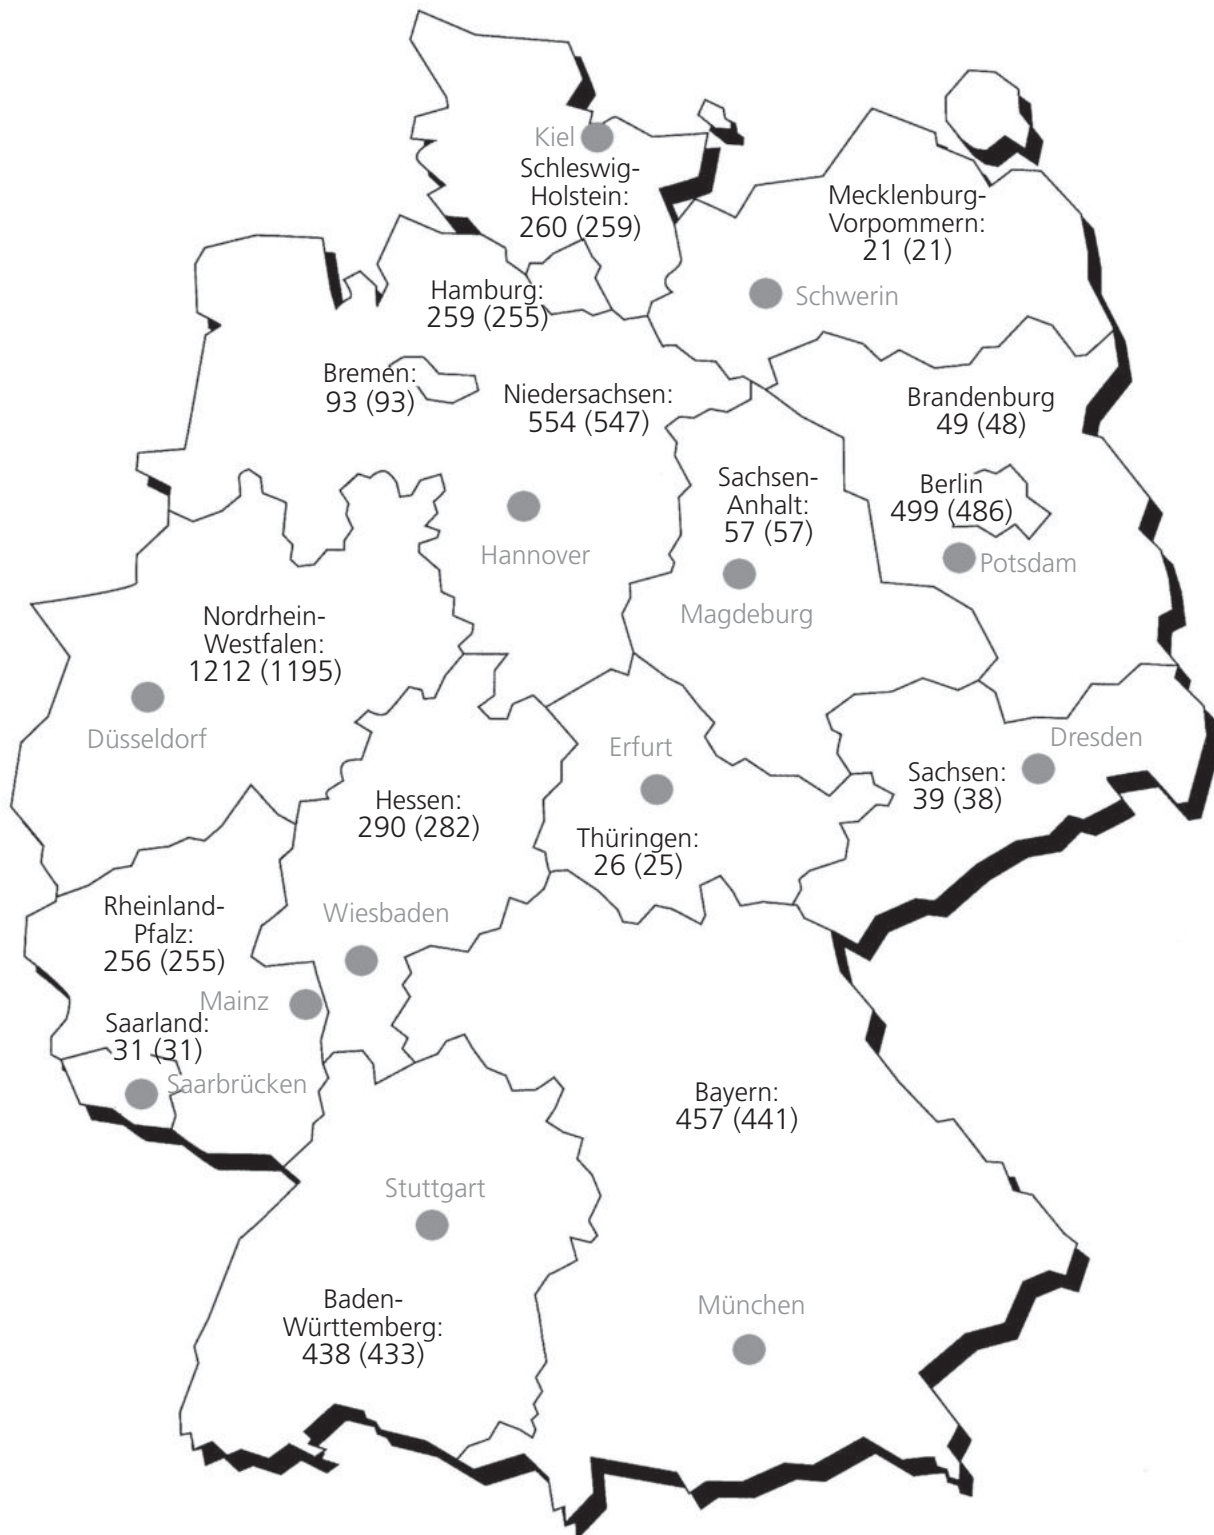 Kiel
Schleswig-
Holstein:
260 (259)
Mecklenburg-
Vorpommern:
21 (21)
Schwerin
Hamburg:
259 (255)
Bremen:
93 (93)
Niedersachsen:
554 (547)
Hannover
Brandenburg
49 (48)
Berlin
499 (486)
Potsdam
Sachsen-
Anhalt:
57 (57)
Magdeburg
Nordrhein-
Westfalen:
1212 (1195)
Düsseldorf
Erfurt
Thüringen:
26 (25)
Dresden
Sachsen:
39 (38)
Hessen:
290 (282)
Wiesbaden
Rheinland-
Pfalz:
256 (255)
Mainz
Saarland:
31 (31)
Saarbrücken
Bayern:
457 (441)
München
Stuttgart
Baden-
Württemberg:
438 (433)